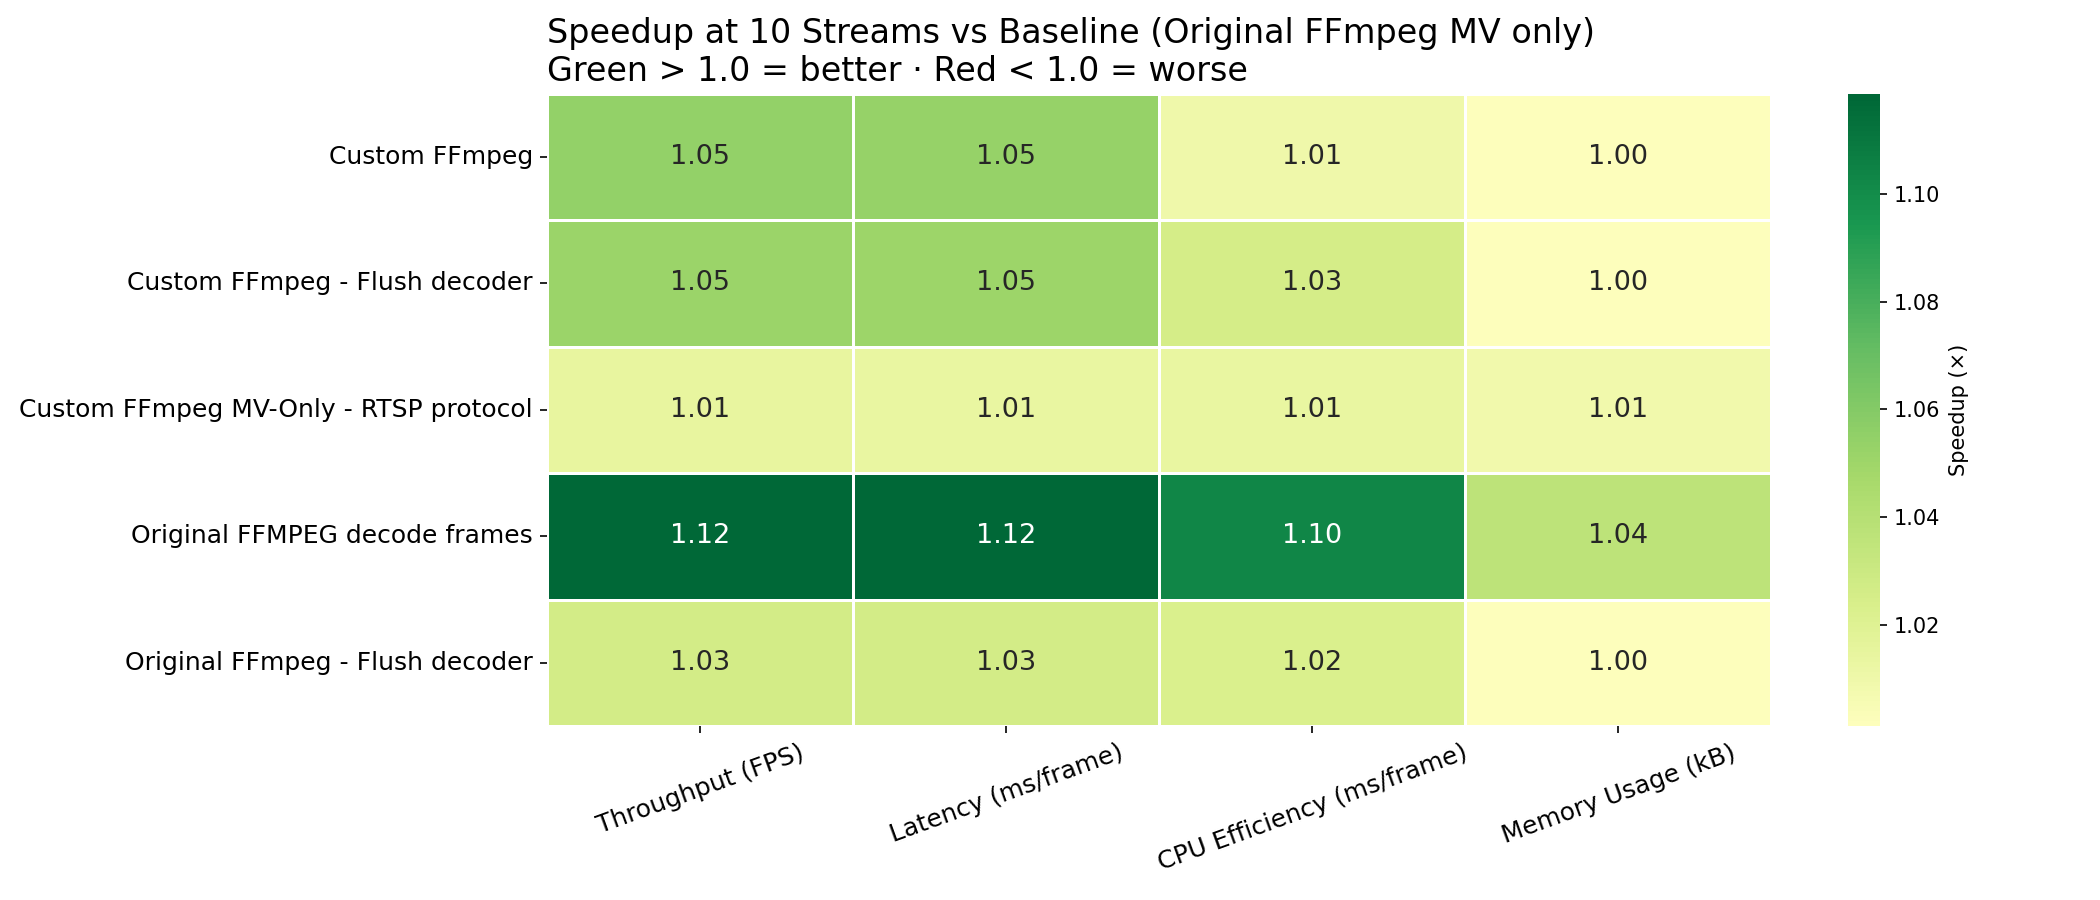 Speedup at 10 Streams vs Baseline (Original FFmpeg MV only)
Green > 1.0 = better · Red < 1.0 = worse
Custom FFmpeg 1.05 1.05 1.01 1.00
Custom FFmpeg - Flush decoder 1.05 1.05 1.03 1.00
Custom FFmpeg MV-Only - RTSP protocol 1.01 1.01 1.01 1.01
Original FFMPEG decode frames 1.12 1.12 1.10 1.04
Original FFmpeg - Flush decoder 1.03 1.03 1.02 1.00
Throughput (FPS) Latency (ms/frame) CPU Efficiency (ms/frame) Memory Usage (kB)
1.10
1.08
1.06
1.04
1.02
Speedup (×)